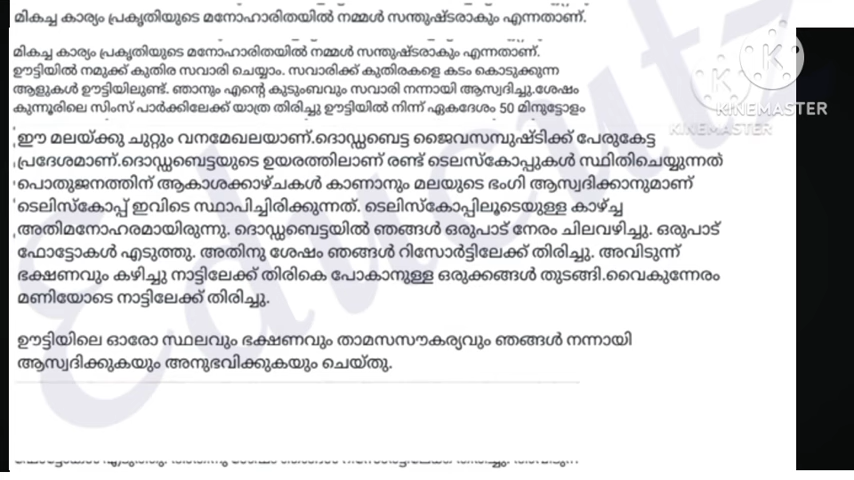 മികച്ച കാര്യം പ്രകൃതിയുടെ മനോഹാരിതയിൽ നമ്മൾ സന്തുഷ്ടരാകും എന്നതാണ്.
മികച്ച കാര്യം പ്രകൃതിയുടെ മനോഹാരിതയിൽ നമ്മൾ സന്തുഷ്ടരാകും എന്നതാണ്.
ഊട്ടിയിൽ നമുക്ക് കുതിര സവാരി ചെയ്യാം. സവാരിക്ക് കുതിരകളെ കടം കൊടുക്കുന്ന
ആളുകൾ ഊട്ടിയിലുണ്ട്. ഞാനും എന്റെ കുടുംബവും സവാരി നന്നായി ആസ്വദിച്ചു.ശേഷം
കുന്നൂരിലെ സിംസ് പാർക്കിലേക്ക് യാത്ര തിരിച്ചു ഊട്ടിയിൽ നിന്ന് ഏകദേശം 50 മിനുട്ടോളം
ഈ മലയ്ക്കു ചുറ്റും വനമേഖലയാണ്.ദൊഡ്ഡബെട്ട ജൈവസമ്പുഷ്ടിക്ക് പേരുകേട്ട
പ്രദേശമാണ്.ദൊഡ്ഡബെട്ടയുടെ ഉയരത്തിലാണ് രണ്ട് ടെലസ്കോപ്പുകൾ സ്ഥിതിചെയ്യുന്നത്
പൊതുജനത്തിന് ആകാശക്കാഴ്ചകൾ കാണാനും മലയുടെ ഭംഗി ആസ്വദിക്കാനുമാണ്
ടെലിസ്കോപ്പ് ഇവിടെ സ്ഥാപിച്ചിരിക്കുന്നത്. ടെലിസ്കോപ്പിലൂടെയുള്ള കാഴ്ച്ച
അതിമനോഹരമായിരുന്നു. ദൊഡ്ഡബെട്ടയിൽ ഞങ്ങൾ ഒരുപാട് നേരം ചിലവഴിച്ചു. ഒരുപാട്
ഫോട്ടോകൾ എടുത്തു. അതിനു ശേഷം ഞങ്ങൾ റിസോർട്ടിലേക്ക് തിരിച്ചു. അവിടുന്ന്
ഭക്ഷണവും കഴിച്ചു നാട്ടിലേക്ക് തിരികെ പോകാനുള്ള ഒരുക്കങ്ങൾ തുടങ്ങി.വൈകുന്നേരം
മണിയോടെ നാട്ടിലേക്ക് തിരിച്ചു.
ഊട്ടിയിലെ ഓരോ സ്ഥലവും ഭക്ഷണവും താമസസൗകര്യവും ഞങ്ങൾ നന്നായി
ആസ്വദിക്കുകയും അനുഭവിക്കുകയും ചെയ്തു.
KINEMASTER
KINEMASTER